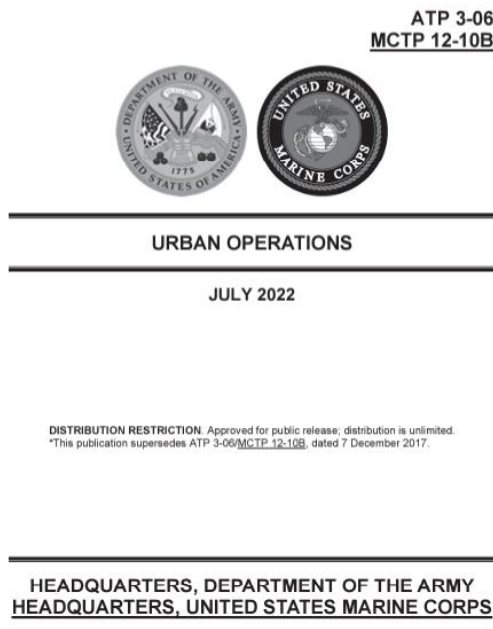 ATP 3-06
MCTP 12-10B
DEPARTMENT OF THE ARMY
UNITED STATES OF AMERICA
1775
UNITED STATES
MARINE CORPS
URBAN OPERATIONS
JULY 2022
DISTRIBUTION RESTRICTION. Approved for public release; distribution is unlimited.
*This publication supersedes ATP 3-06/MCTP 12-10B, dated 7 December 2017.
HEADQUARTERS, DEPARTMENT OF THE ARMY
HEADQUARTERS, UNITED STATES MARINE CORPS